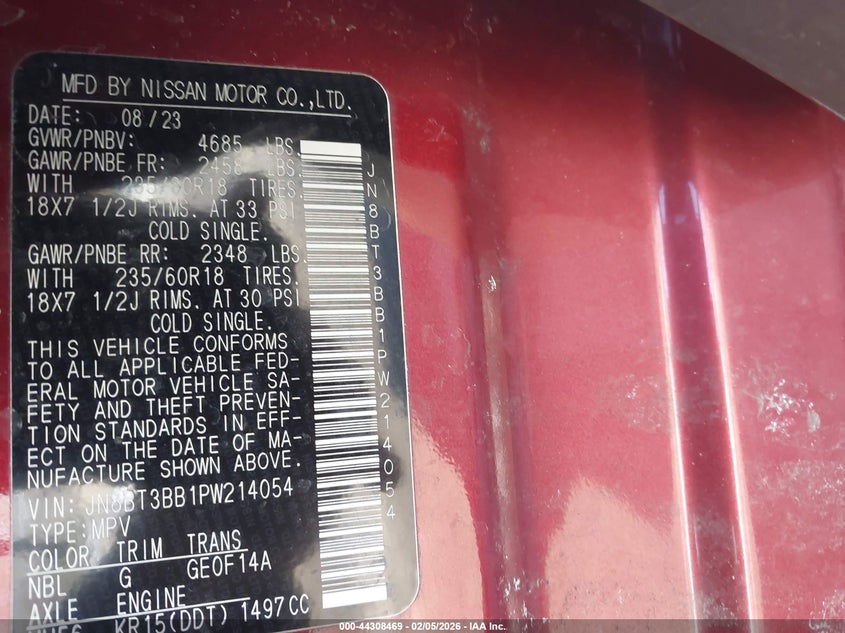 MFD BY NISSAN MOTOR CO.,LTD.
DATE: 08/23
GVWR/PNBV: 4685 LBS.
GAWR/PNBE FR: 2458 LBS.
WITH 235/60R18 TIRES.
18X7 1/2J RIMS. AT 33 PSI
COLD SINGLE.
GAWR/PNBE RR: 2348 LBS.
WITH 235/60R18 TIRES.
18X7 1/2J RIMS. AT 30 PSI
COLD SINGLE.
THIS VEHICLE CONFORMS
TO ALL APPLICABLE FED-
ERAL MOTOR VEHICLE SA-
FETY AND THEFT PREVEN-
TION STANDARDS IN EFF-
ECT ON THE DATE OF MA-
NUFACTURE SHOWN ABOVE.
VIN: JN8BT3BB1PW214054
TYPE:MPV
COLOR TRIM TRANS
NBL G GE0F14A
AXLE ENGINE
KR15(DDT) 1497CC
JN8BT3BB1PW214054
000-44308469 - 02/05/2026 - IAA Inc.